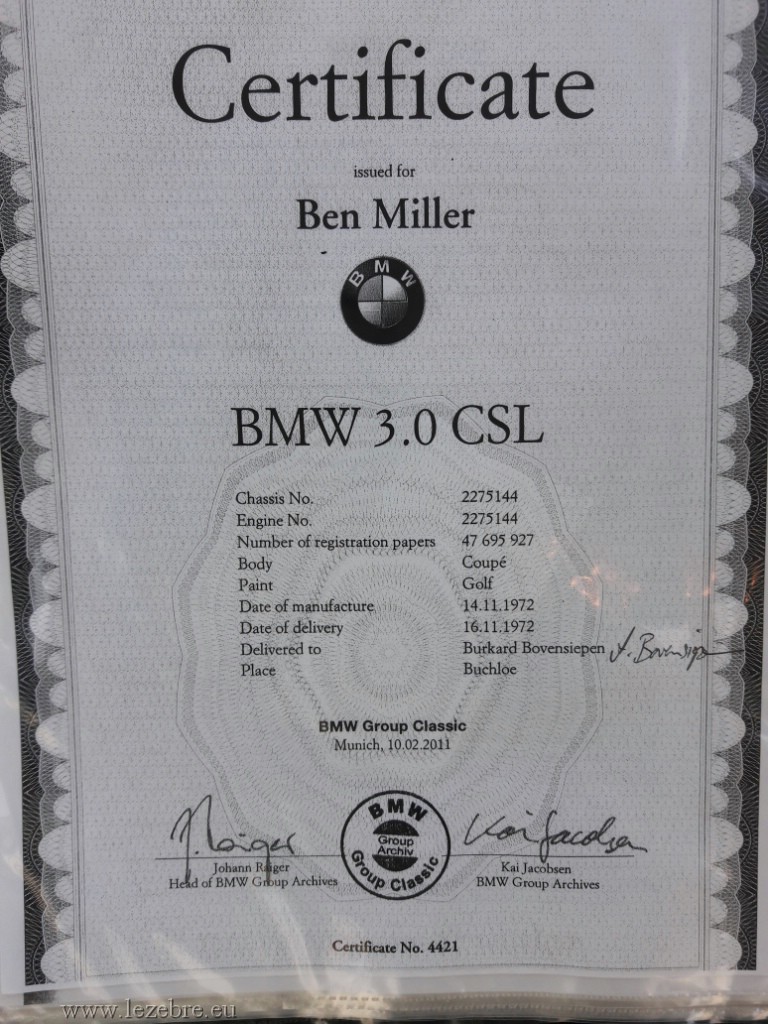 Certificate
issued for
Ben Miller
BMW
BMW 3.0 CSL
Chassis No. 2275144
Engine No. 2275144
Number of registration papers 47 695 927
Body Coupé
Paint Golf
Date of manufacture 14.11.1972
Date of delivery 16.11.1972
Delivered to Burkard Bovensiepen
Place Buchloe
BMW Group Classic
Munich, 10.02.2011
BMW
Group
Archiv
Group Classic
Kai Jacobsen
Johann Raiger Kai Jacobsen
Head of BMW Group Archives BMW Group Archives
Certificate No. 4421
www.lezebre.eu